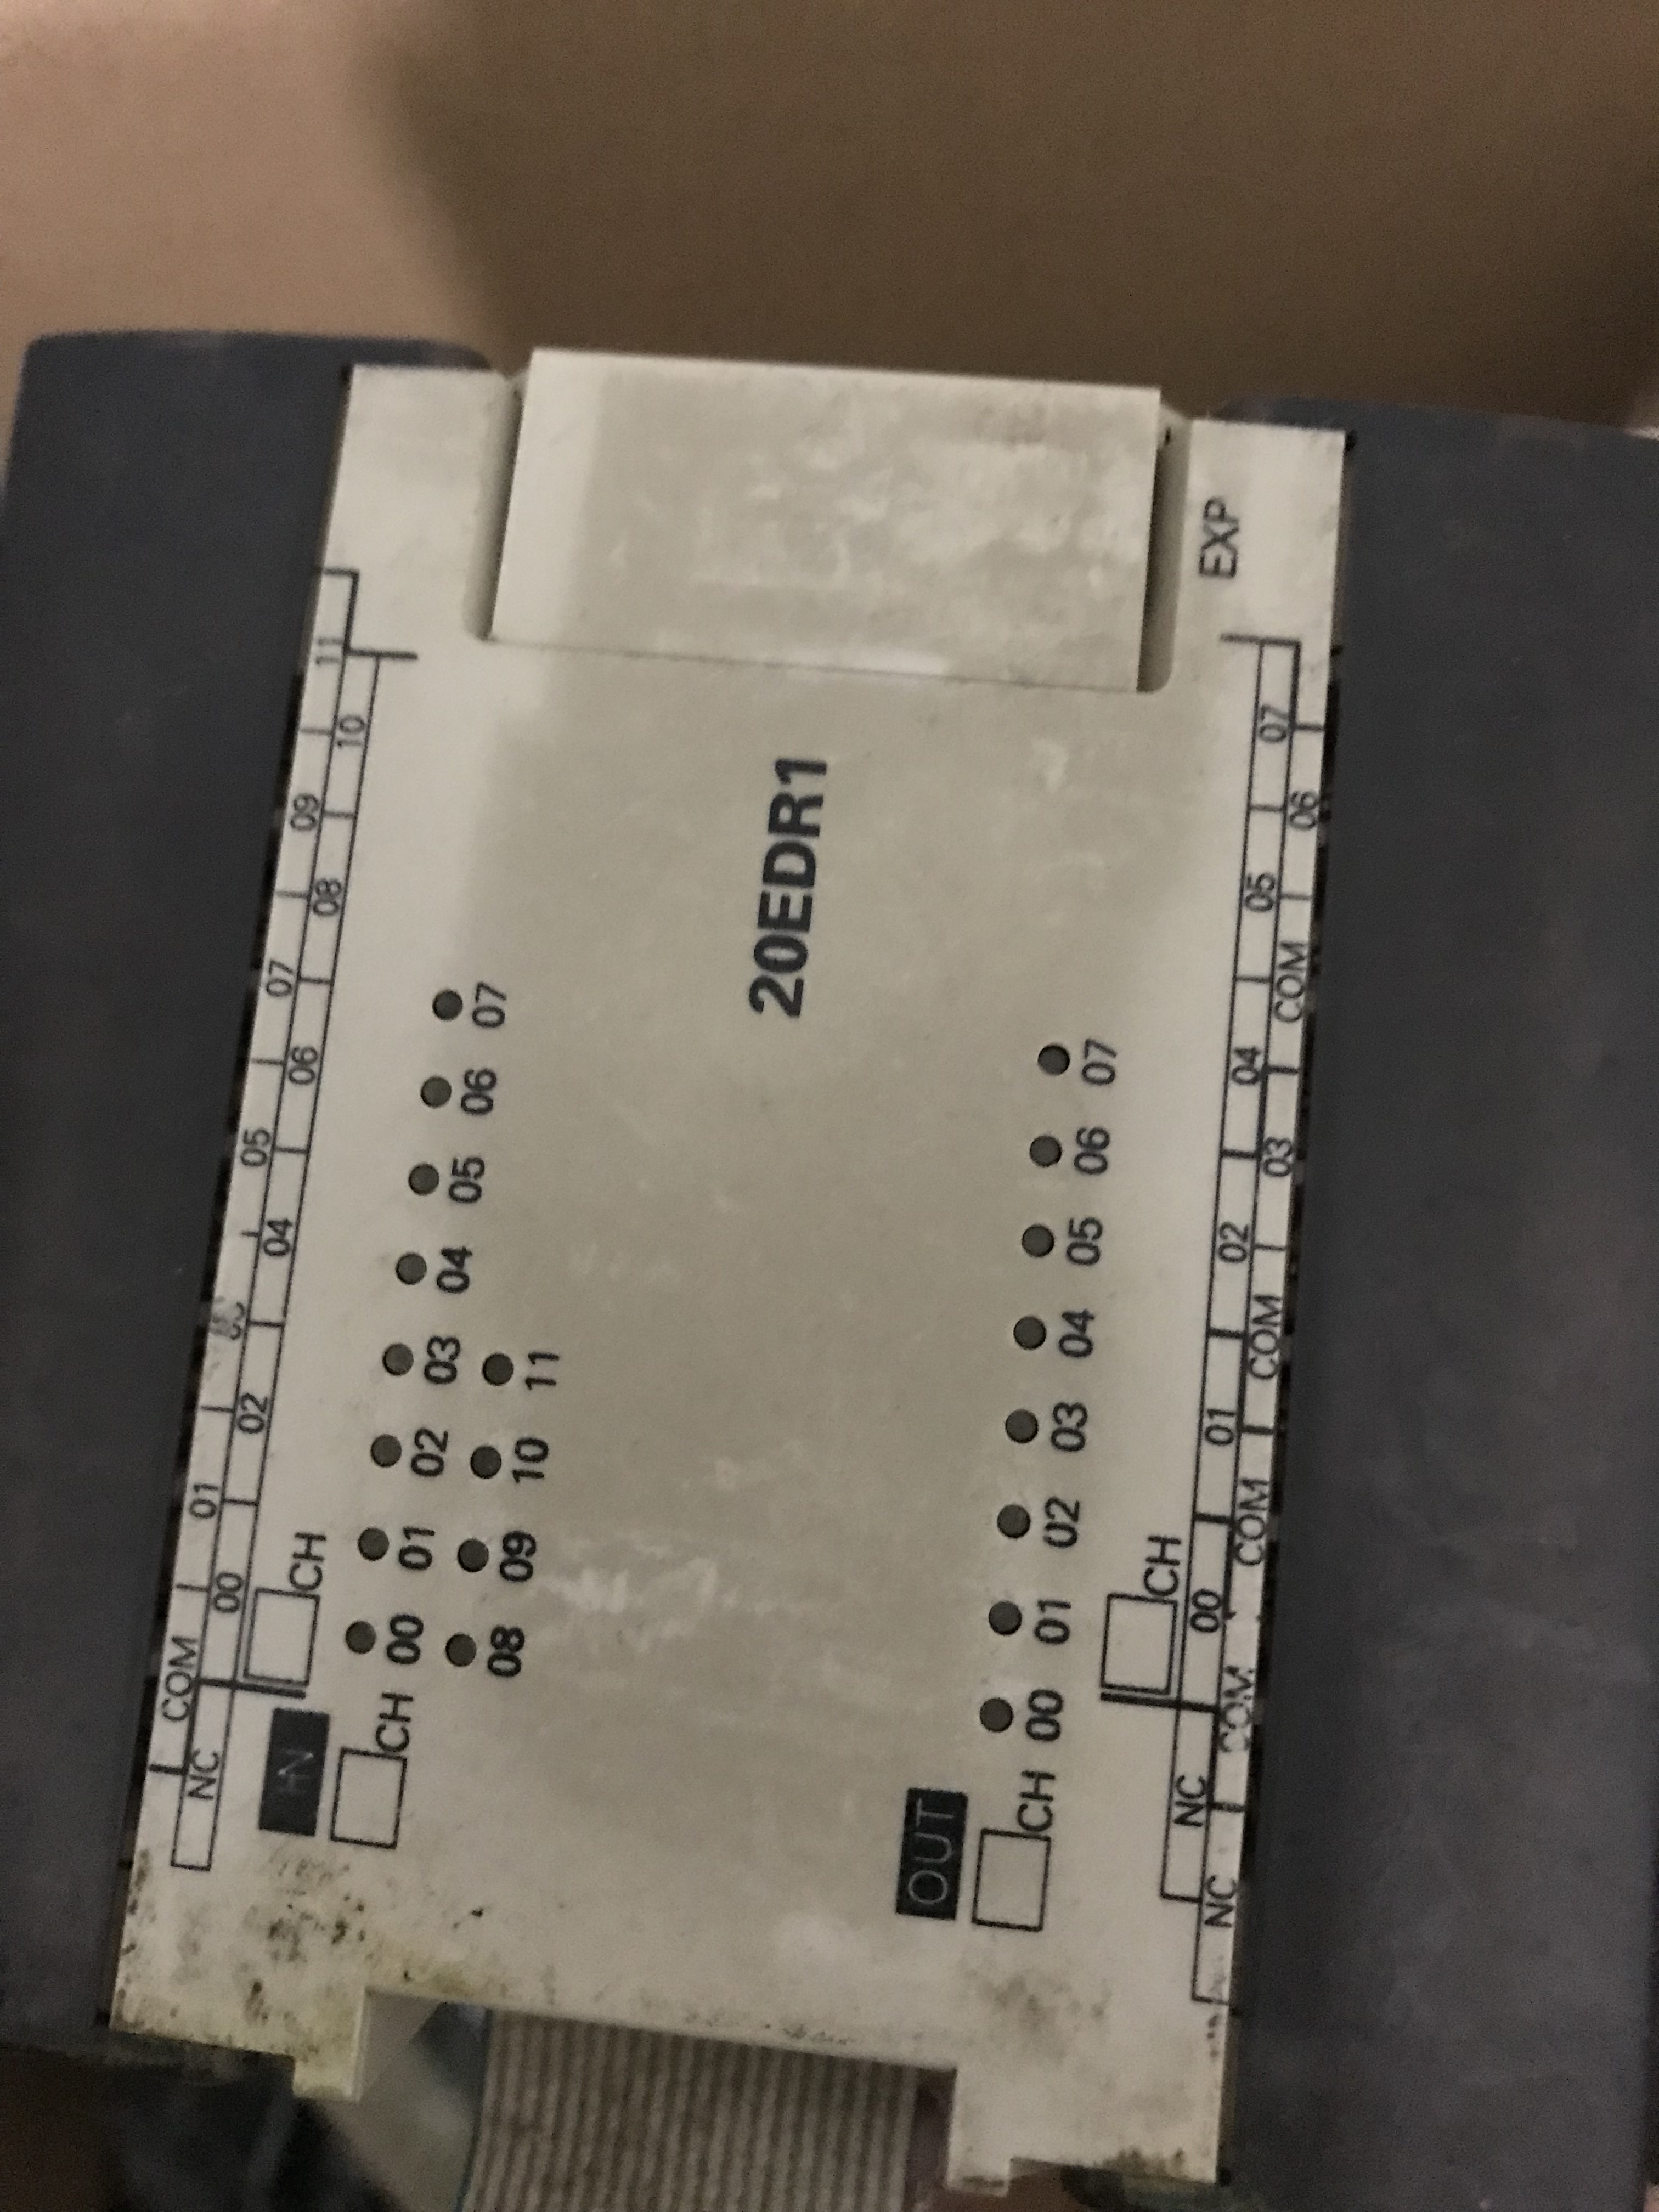 NC COM 01 03 05 07 09 11
00 02 04 06 08 10
IN
CH
CH 00 01 02 03 04 05 06 07
08 09 10 11
20EDR1
EXP
OUT
CH 00 01 02 03 04 05 06 07
CH
NC 00 01 02 04 05 07
NC COM COM COM 03 COM 06